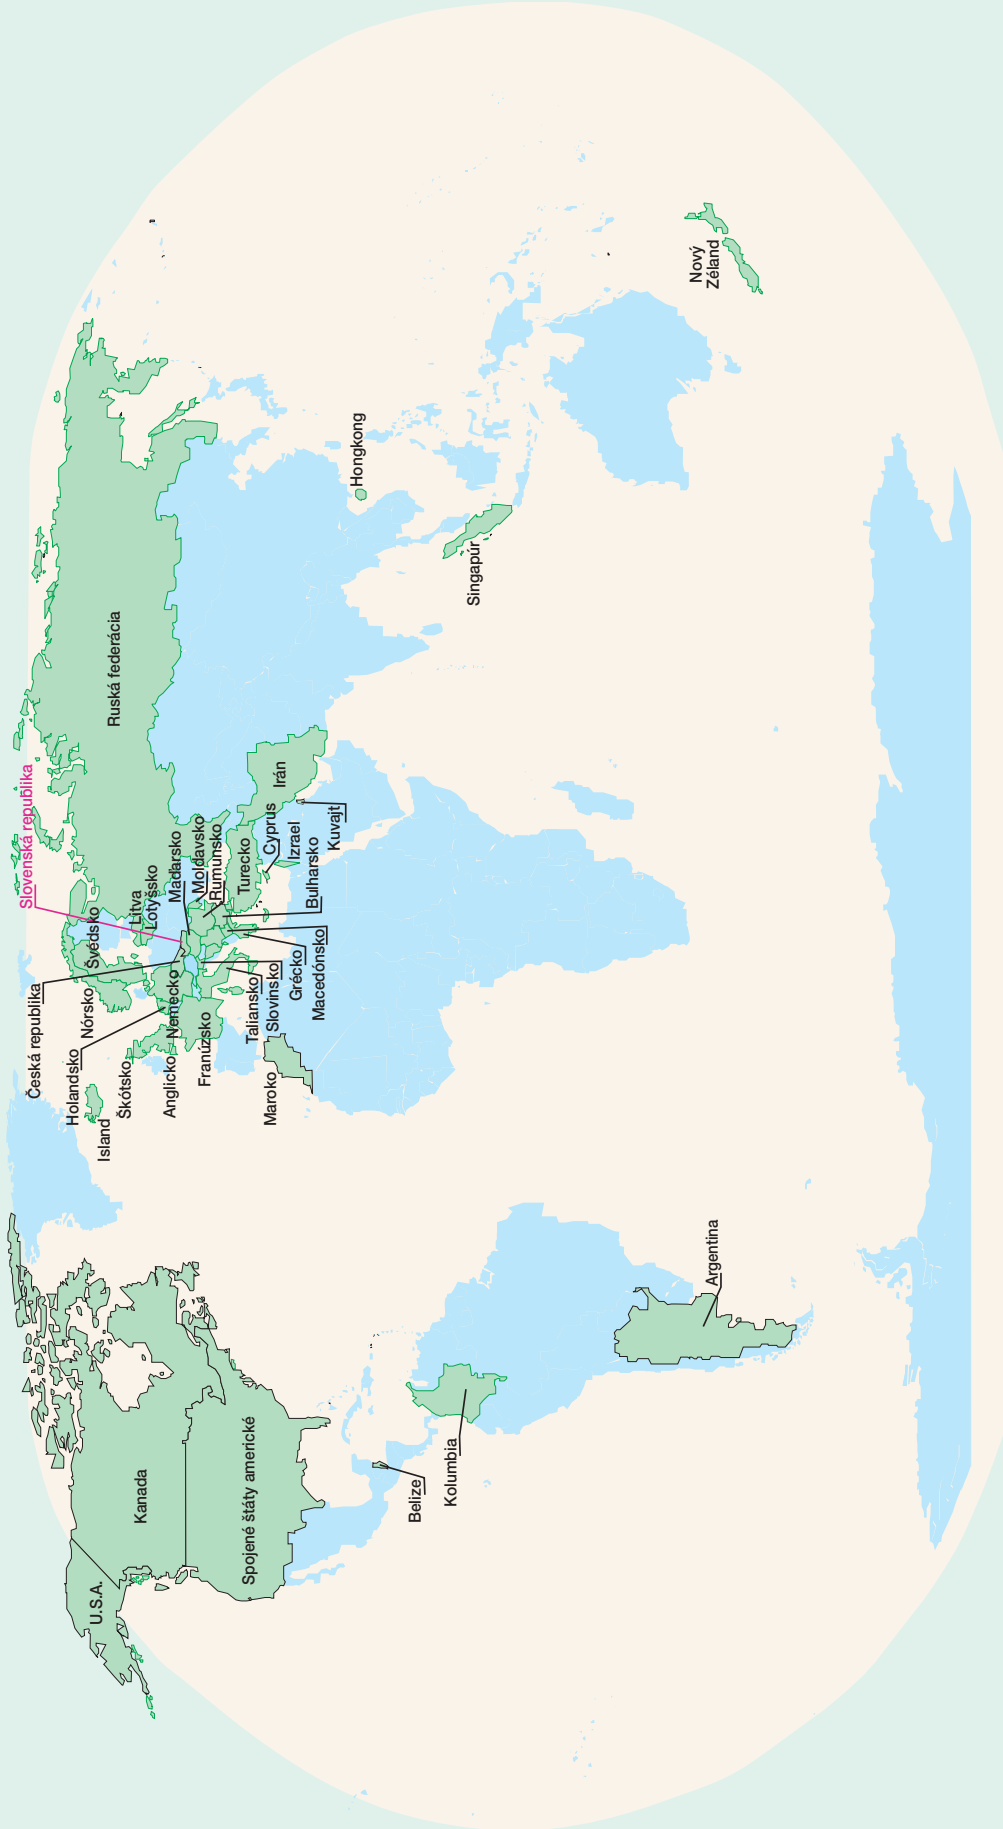 Slovenská republika
Česká republika
Holandsko
Nórsko
Švédsko
Island
Škótsko
Litva
Lotyšsko
Anglicko
Nemecko
Maďarsko
Moldavsko
Rumunsko
Franúzsko
Turecko
Taliansko
Slovinsko
Grécko
Macedónsko
Bulharsko
Cyprus
Izrael
Kuvajt
Irán
Maroko
Ruská federácia
Hongkong
Singapúr
Nový
Zéland
U.S.A.
Kanada
Spojené štáty americké
Belize
Kolumbia
Argentina